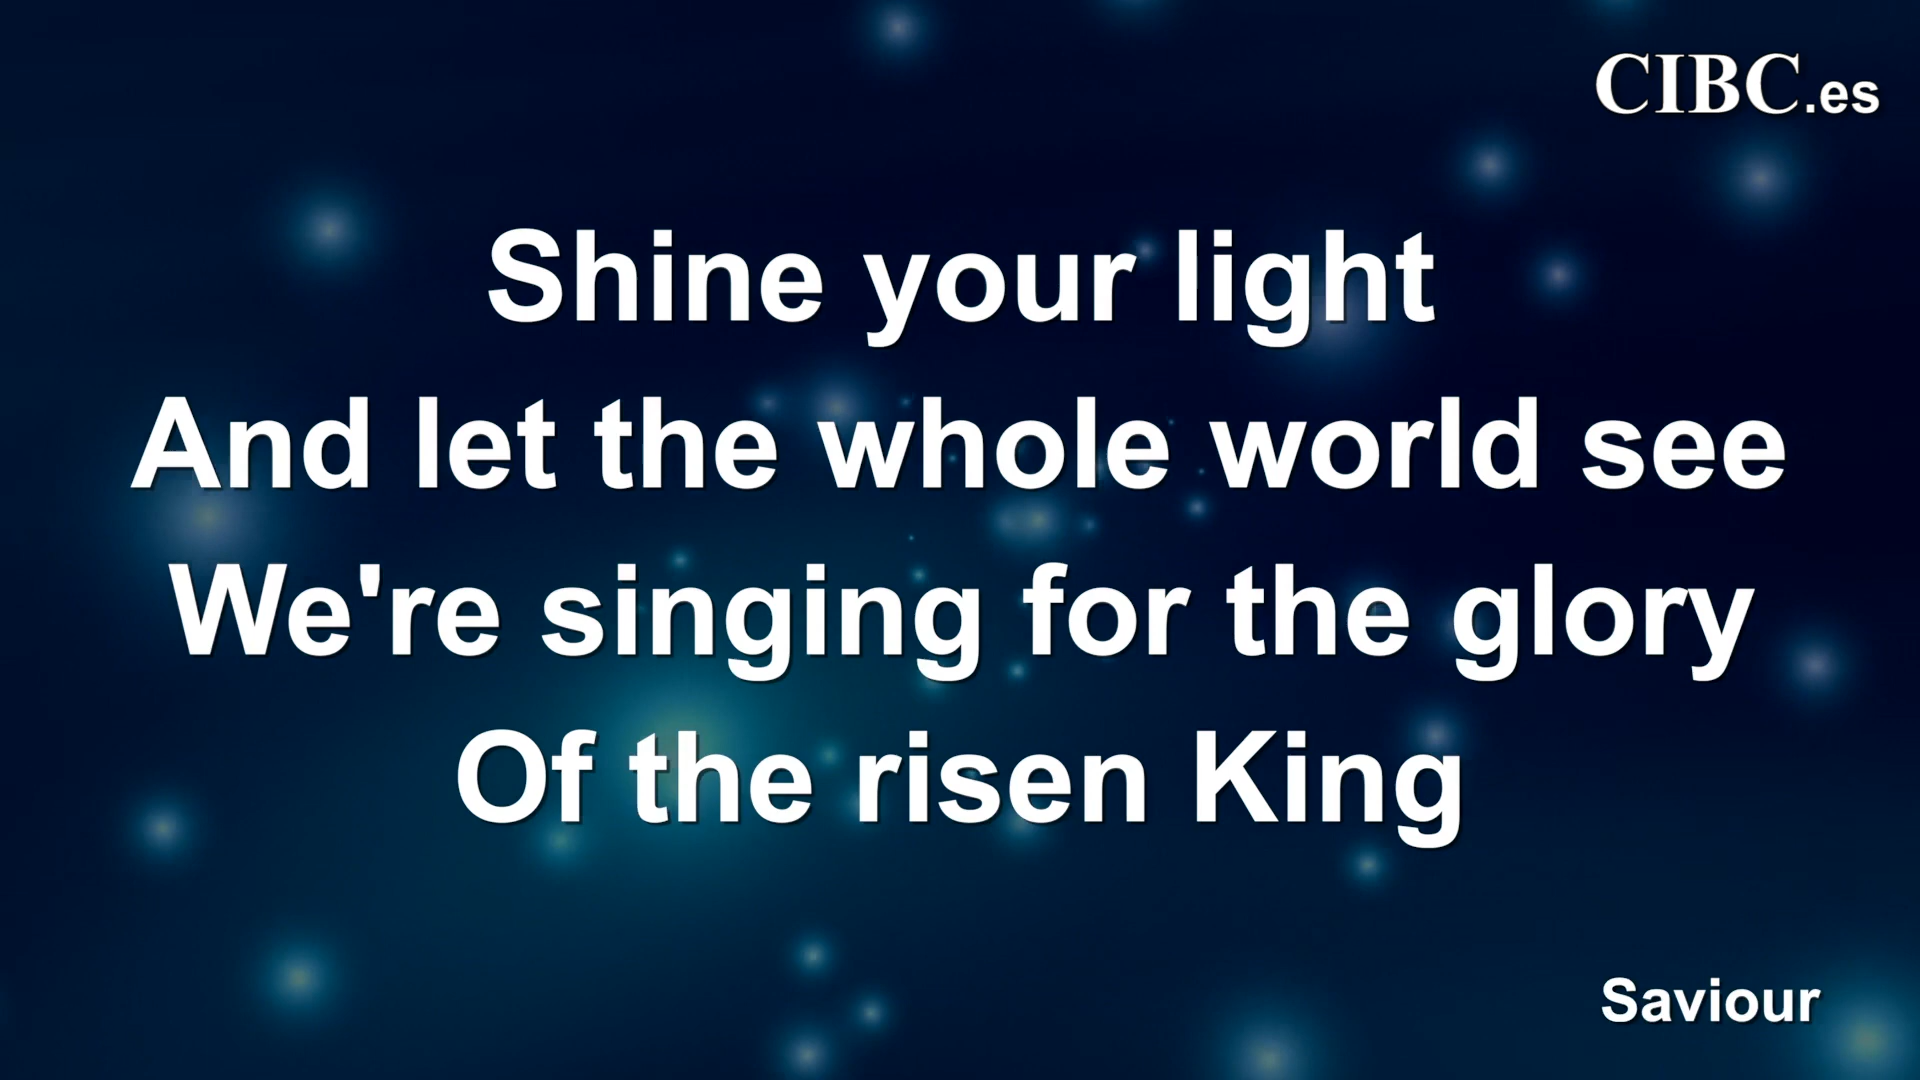 CIBC.es
Shine your light
And let the whole world see
We're singing for the glory
Of the risen King
Saviour